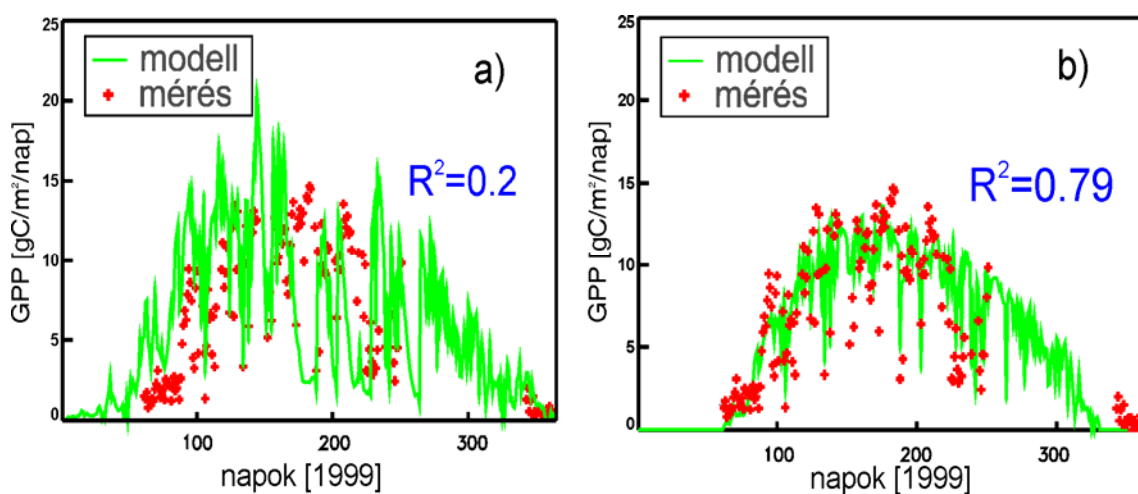 25
20
15
10
5
0
GPP [gC/m²/nap]
modell
mérés
a)
R²=0.2
100
200
300
napok [1999]
25
20
15
10
5
0
GPP [gC/m²/nap]
modell
mérés
b)
R²=0.79
100
200
300
napok [1999]